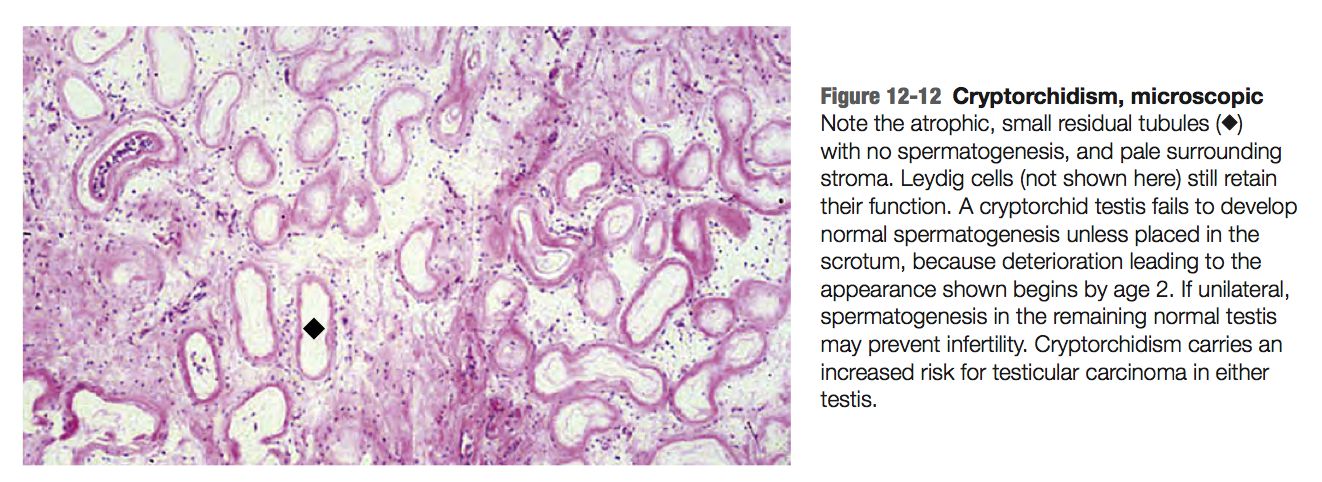 Figure 12-12 Cryptorchidism, microscopic
Note the atrophic, small residual tubules (◆)
with no spermatogenesis, and pale surrounding
stroma. Leydig cells (not shown here) still retain
their function. A cryptorchid testis fails to develop
normal spermatogenesis unless placed in the
scrotum, because deterioration leading to the
appearance shown begins by age 2. If unilateral,
spermatogenesis in the remaining normal testis
may prevent infertility. Cryptorchidism carries an
increased risk for testicular carcinoma in either
testis.